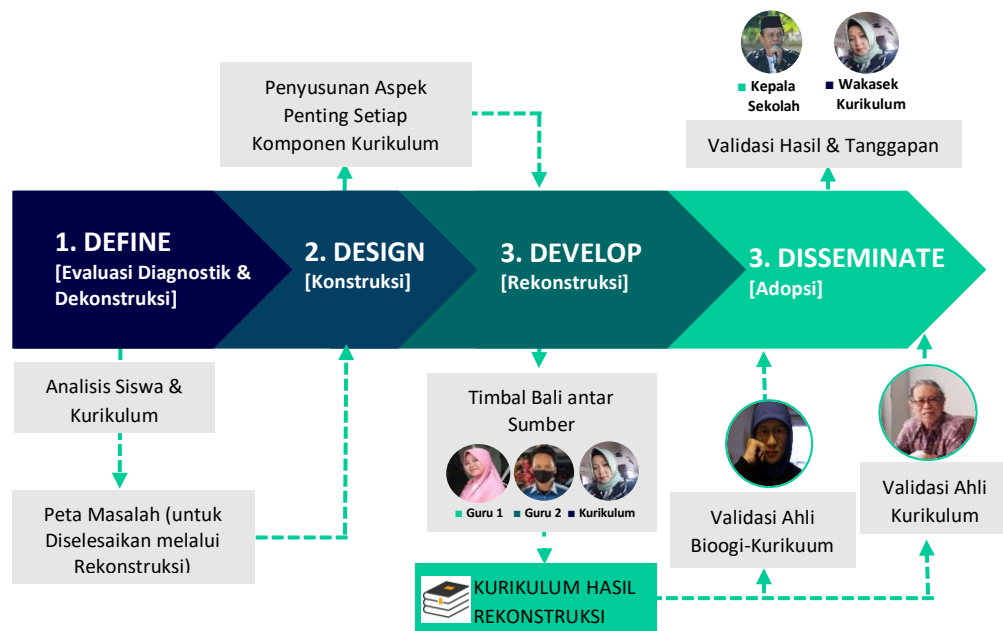 Kepala
Sekolah
Wakasek
Kurikulum
Validasi Hasil & Tanggapan
Penyusunan Aspek
Penting Setiap
Komponen Kurikulum
1. DEFINE
[Evaluasi Diagnostik &
Dekonstruksi]
2. DESIGN
[Konstruksi]
3. DEVELOP
[Rekonstruksi]
3. DISSEMINATE
[Adopsi]
Analisis Siswa &
Kurikulum
Peta Masalah (untuk
Diselesaikan melalui
Rekonstruksi)
Timbal Bali antar
Sumber
Guru 1
Guru 2
Kurikulum
KURIKULUM HASIL
REKONSTRUKSI
Validasi Ahli
Bioogi-Kurikuum
Validasi Ahli
Kurikulum